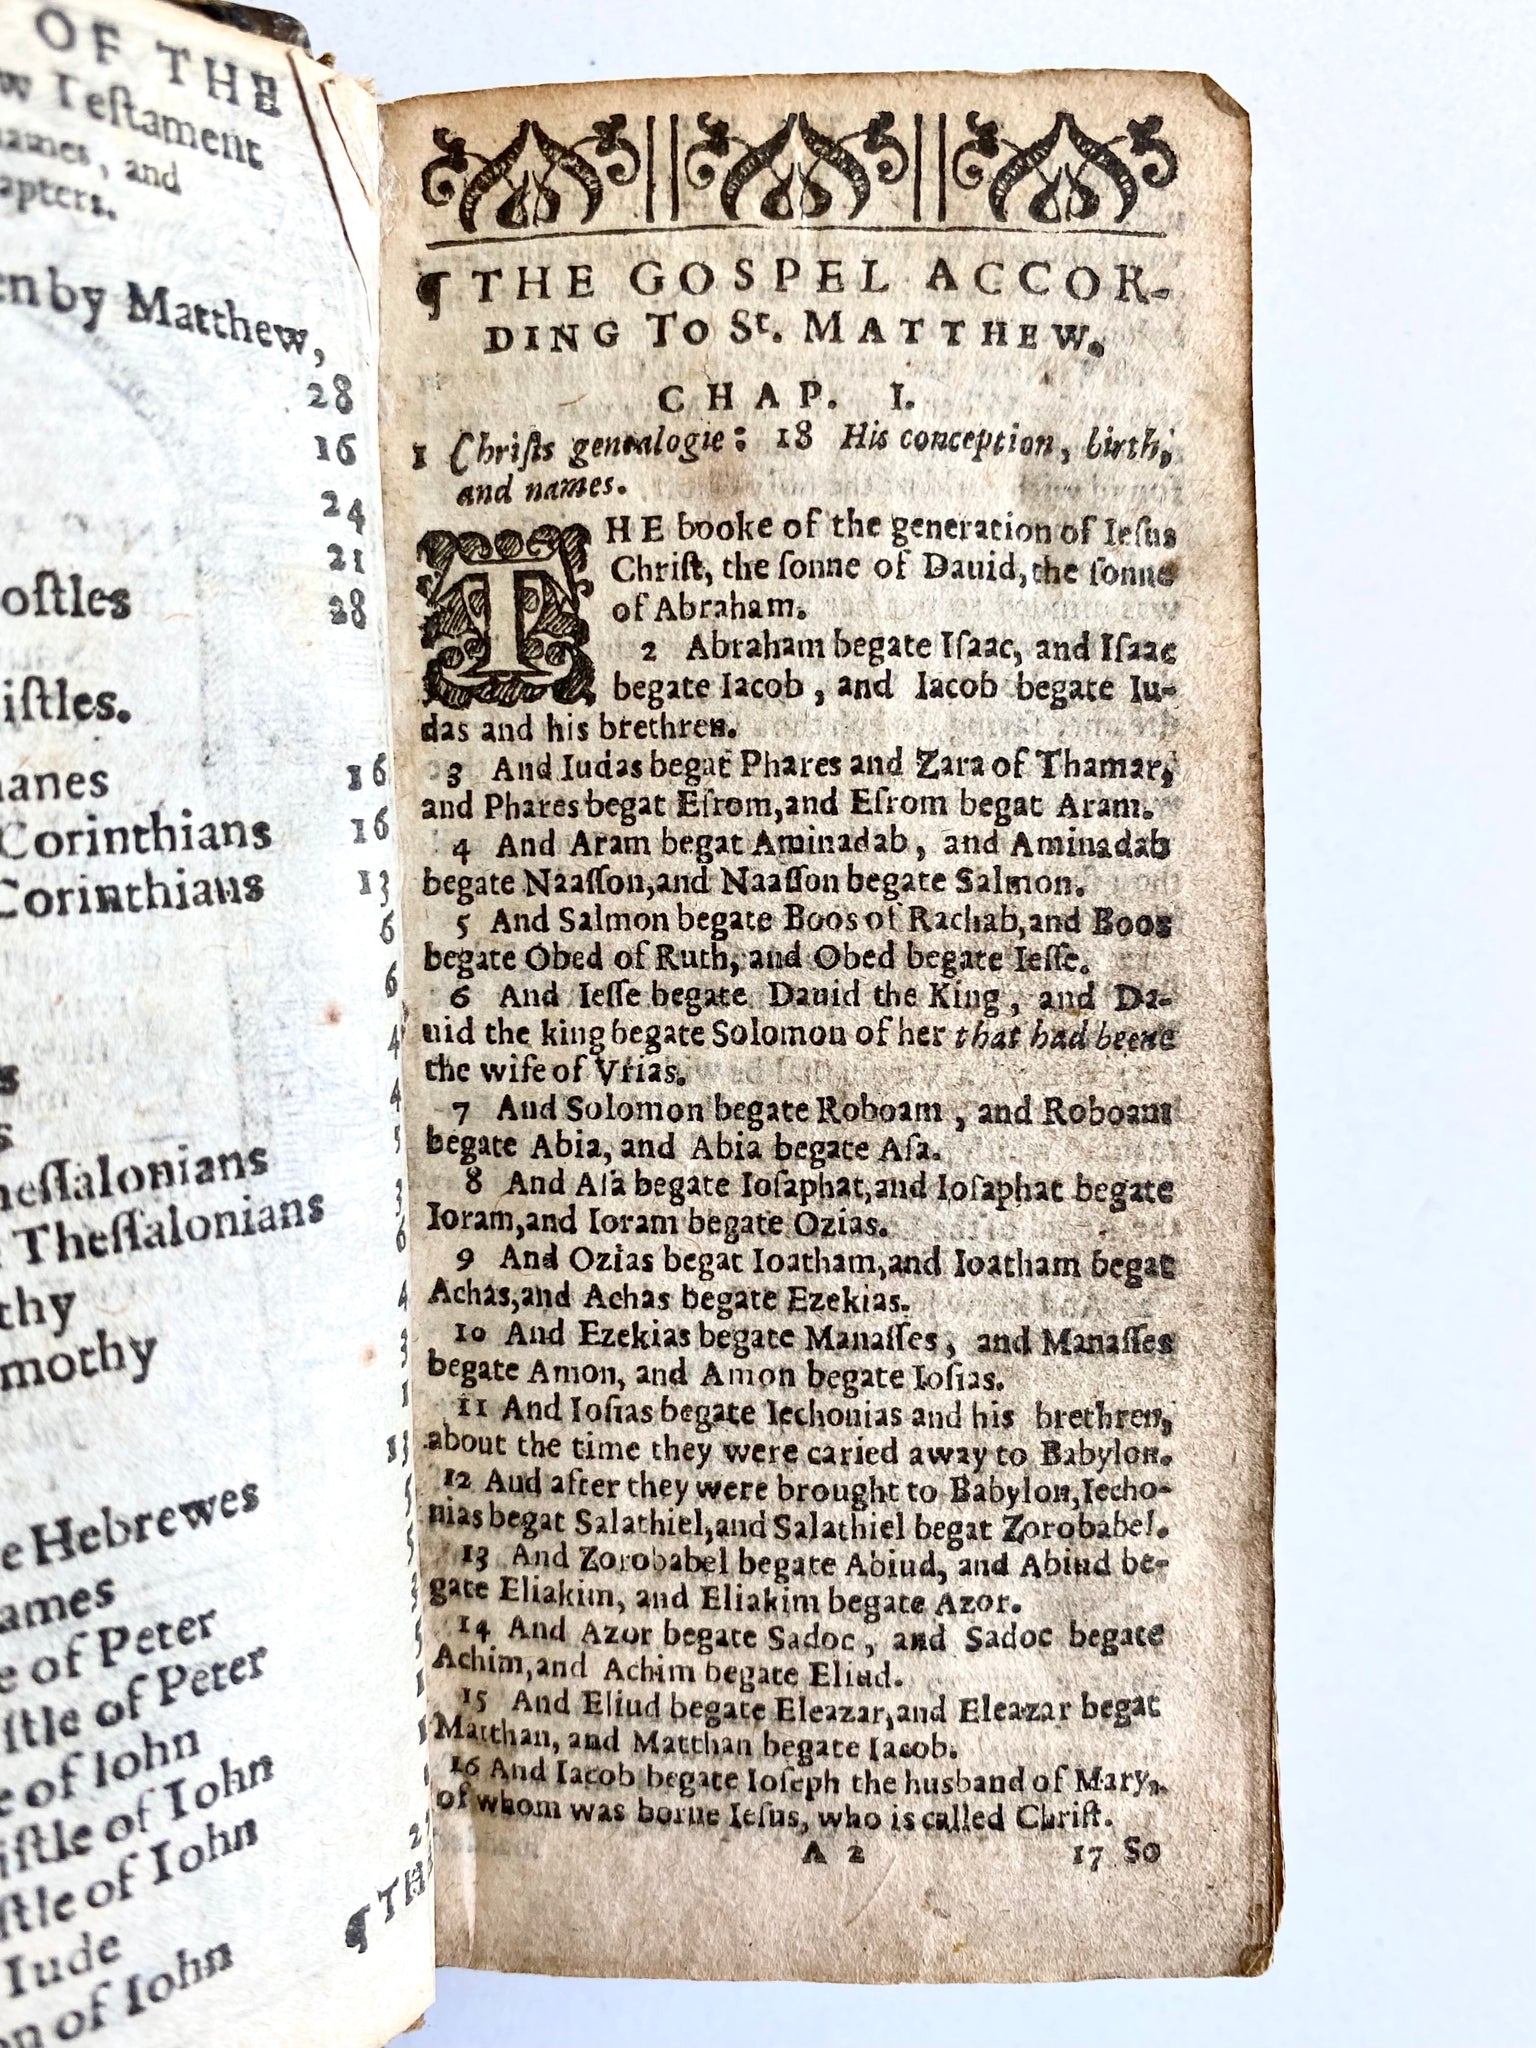 OF THE
w Teſtament
names, and
apters.
en by Matthew,
28
16
24
21
oſtles 28
iſtles.
anes 16
Corinthians 16
Corinthians 13
6
6
4
s 4
s 5
heſſalonians 3
Theſſalonians 6
thy 4
mothy 3
1
13
e Hebrewes 5
ames 5
e of Peter
iſtle of Peter 5
e of Iohn 1
iſtle of Iohn 1
iſtle of Iohn
Iude
on of Iohn
¶ TH
¶ THE GOSPEL ACCOR-
DING TO St. MATTHEW.
CHAP. I.
1 Chriſts genealogie: 18 His conception, birth,
and names.
THE booke of the generation of Ieſus
Chriſt, the ſonne of Dauid, the ſonne
of Abraham.
2 Abraham begate Iſaac, and Iſaac
begate Iacob, and Iacob begate Iu-
das and his brethren.
3 And Iudas begat Phares and Zara of Thamar,
and Phares begat Eſrom, and Eſrom begat Aram.
4 And Aram begat Aminadab, and Aminadab
begate Naaſſon, and Naaſſon begate Salmon.
5 And Salmon begate Boos of Rachab, and Boos
begate Obed of Ruth, and Obed begate Ieſſe.
6 And Ieſſe begate Dauid the King, and Da-
uid the king begate Solomon of her that had beene
the wife of Vrias.
7 Aud Solomon begate Roboam, and Roboam
begate Abia, and Abia begate Aſa.
8 And Aſa begate Ioſaphat, and Ioſaphat begate
Ioram, and Ioram begate Ozias.
9 And Ozias begat Ioatham, and Ioatham begat
Achas, and Achas begate Ezekias.
10 And Ezekias begate Manaſſes, and Manaſſes
begate Amon, and Amon begate Ioſias.
11 And Ioſias begate Iechonias and his brethren,
about the time they were caried away to Babylon.
12 Aud after they were brought to Babylon, Iecho-
nias begat Salathiel, and Salathiel begat Zorobabel.
13 And Zorobabel begate Abiud, and Abiud be-
gate Eliakim, and Eliakim begate Azor.
14 And Azor begate Sadoc, and Sadoc begate
Achim, and Achim begate Eliud.
15 And Eliud begate Eleazar, and Eleazar begat
Matthan, and Matthan begate Iacob.
16 And Iacob begate Ioſeph the husband of Mary,
of whom was borne Ieſus, who is called Chriſt.
A 2 17 So